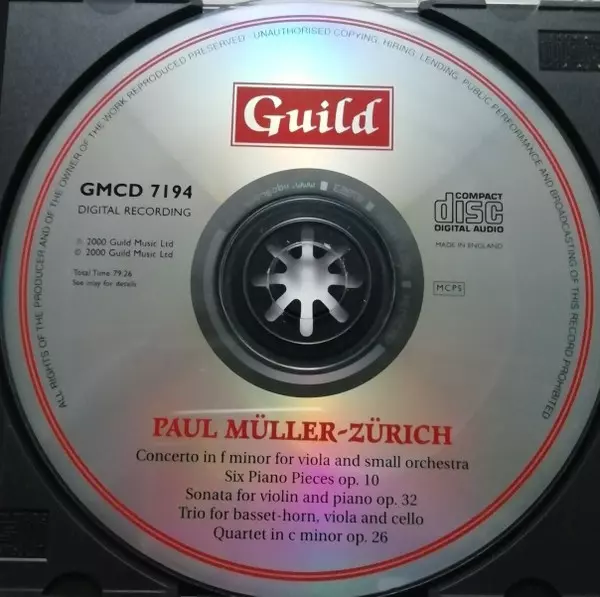 ALL RIGHTS OF THE PRODUCER AND OF THE OWNER OF THE WORK REPRODUCED RESERVED · UNAUTHORISED COPYING, HIRING, LENDING, PUBLIC PERFORMANCE AND BROADCASTING OF THIS RECORD PROHIBITED
Guild
GMCD 7194
DIGITAL RECORDING
℗ 2000 Guild Music Ltd
© 2000 Guild Music Ltd
Total Time 79:26
See inlay for details
COMPACT
disc
DIGITAL AUDIO
MADE IN ENGLAND
MCPS
PAUL MÜLLER-ZÜRICH
Concerto in f minor for viola and small orchestra
Six Piano Pieces op. 10
Sonata for violin and piano op. 32
Trio for basset-horn, viola and cello
Quartet in c minor op. 26